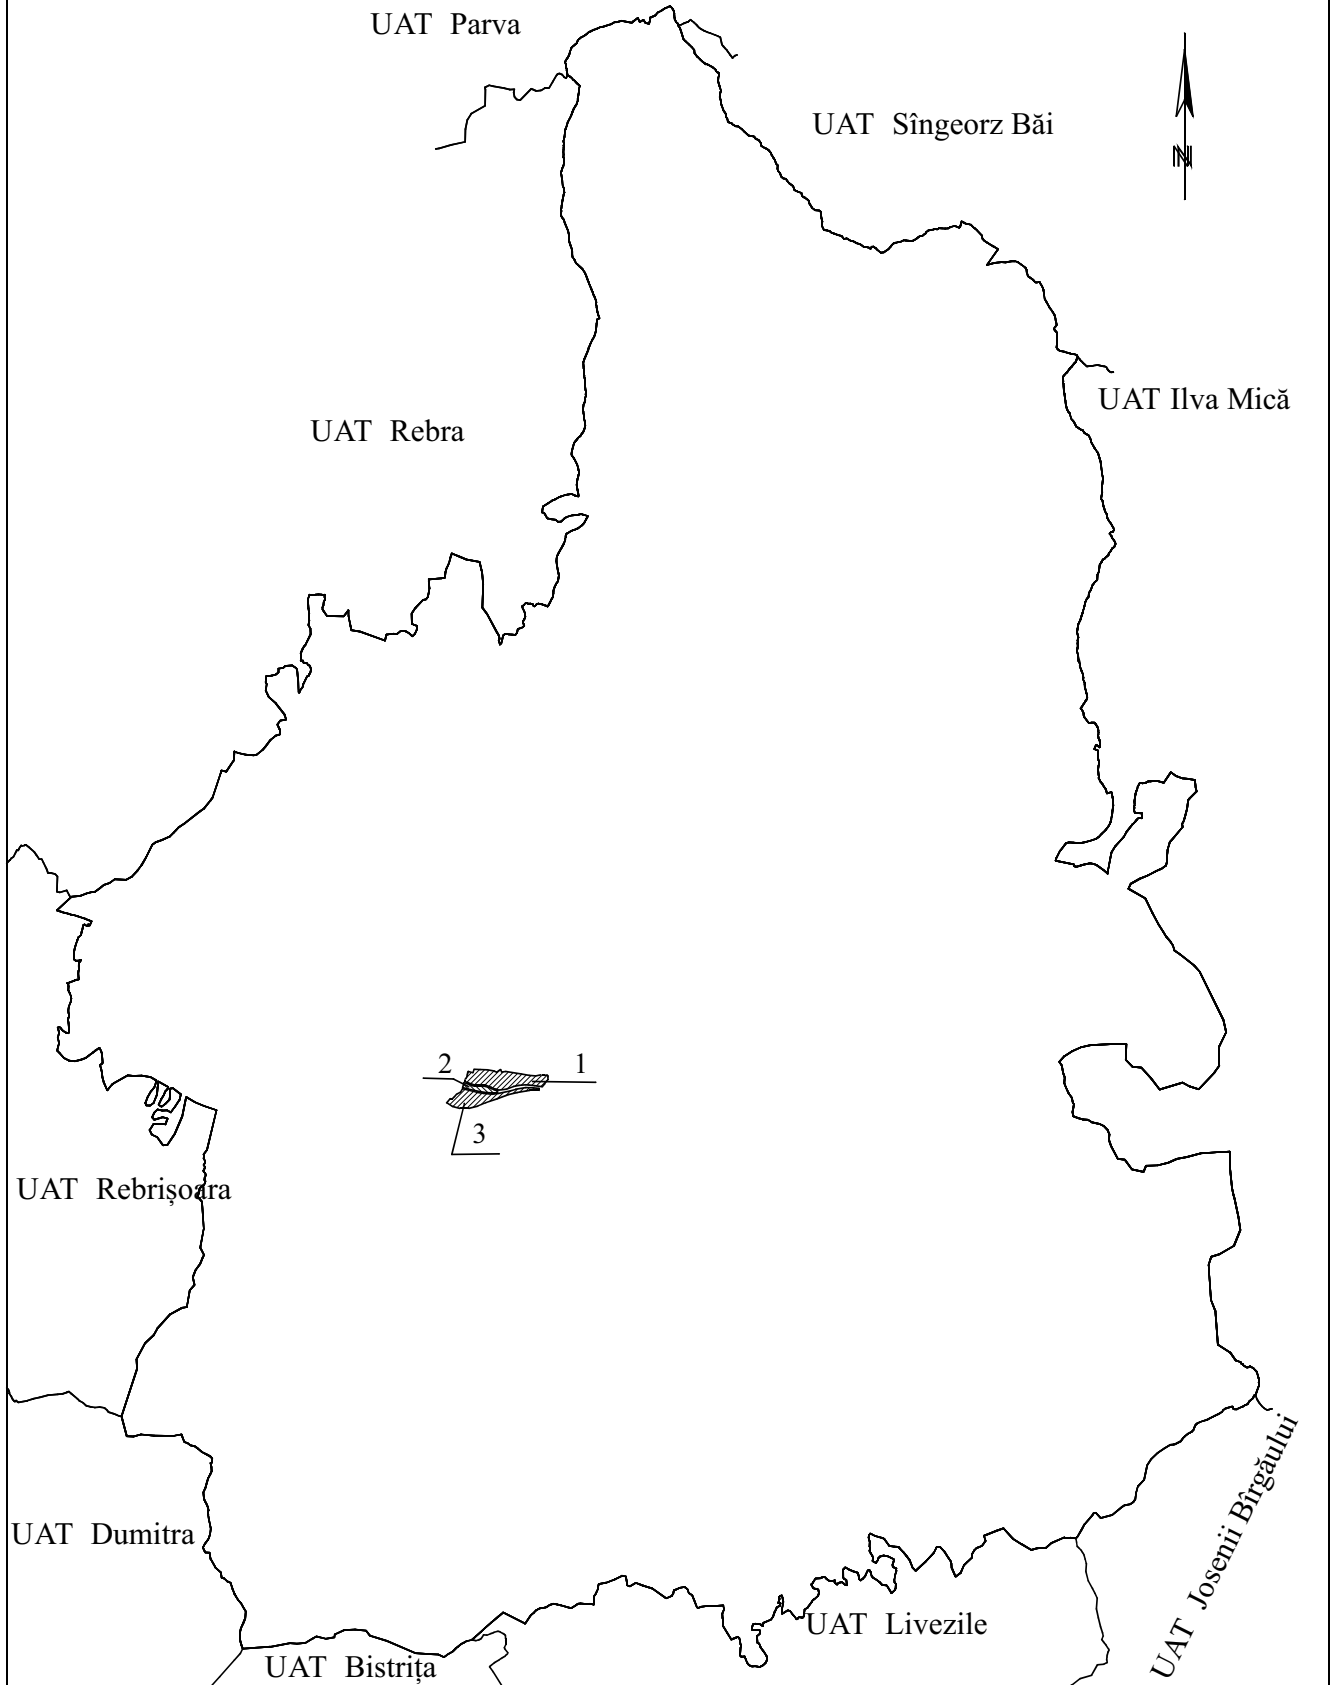 UAT Parva
UAT Sîngeorz Băi
N
UAT Ilva Mică
UAT Rebra
2
1
3
UAT Rebrișoara
UAT Dumitra
UAT Josenii Bîrgăului
UAT Livezile
UAT Bistrița